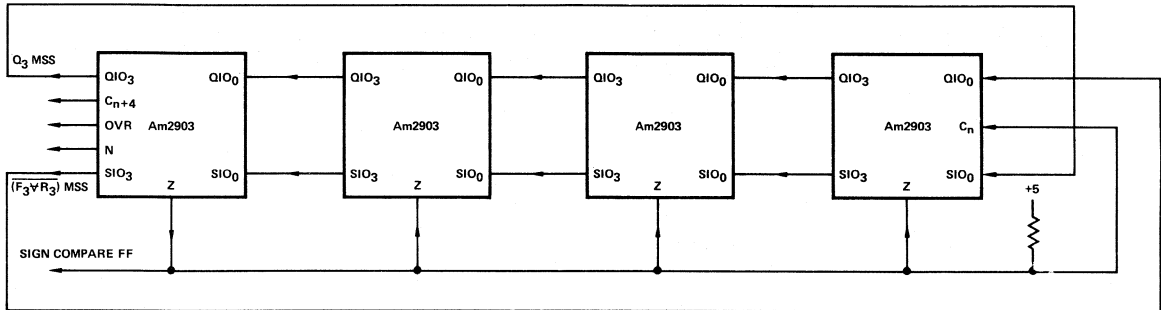 Q₃ MSS
QIO₃ QIO₀ QIO₃ QIO₀ QIO₃ QIO₀ QIO₃ QIO₀
Cₙ₊₄
OVR Am2903 Am2903 Am2903 Am2903 Cₙ
N
SIO₃ SIO₀ SIO₃ SIO₀ SIO₃ SIO₀ SIO₃ SIO₀
(F₃∀R₃) MSS
Z Z Z Z
+5
SIGN COMPARE FF